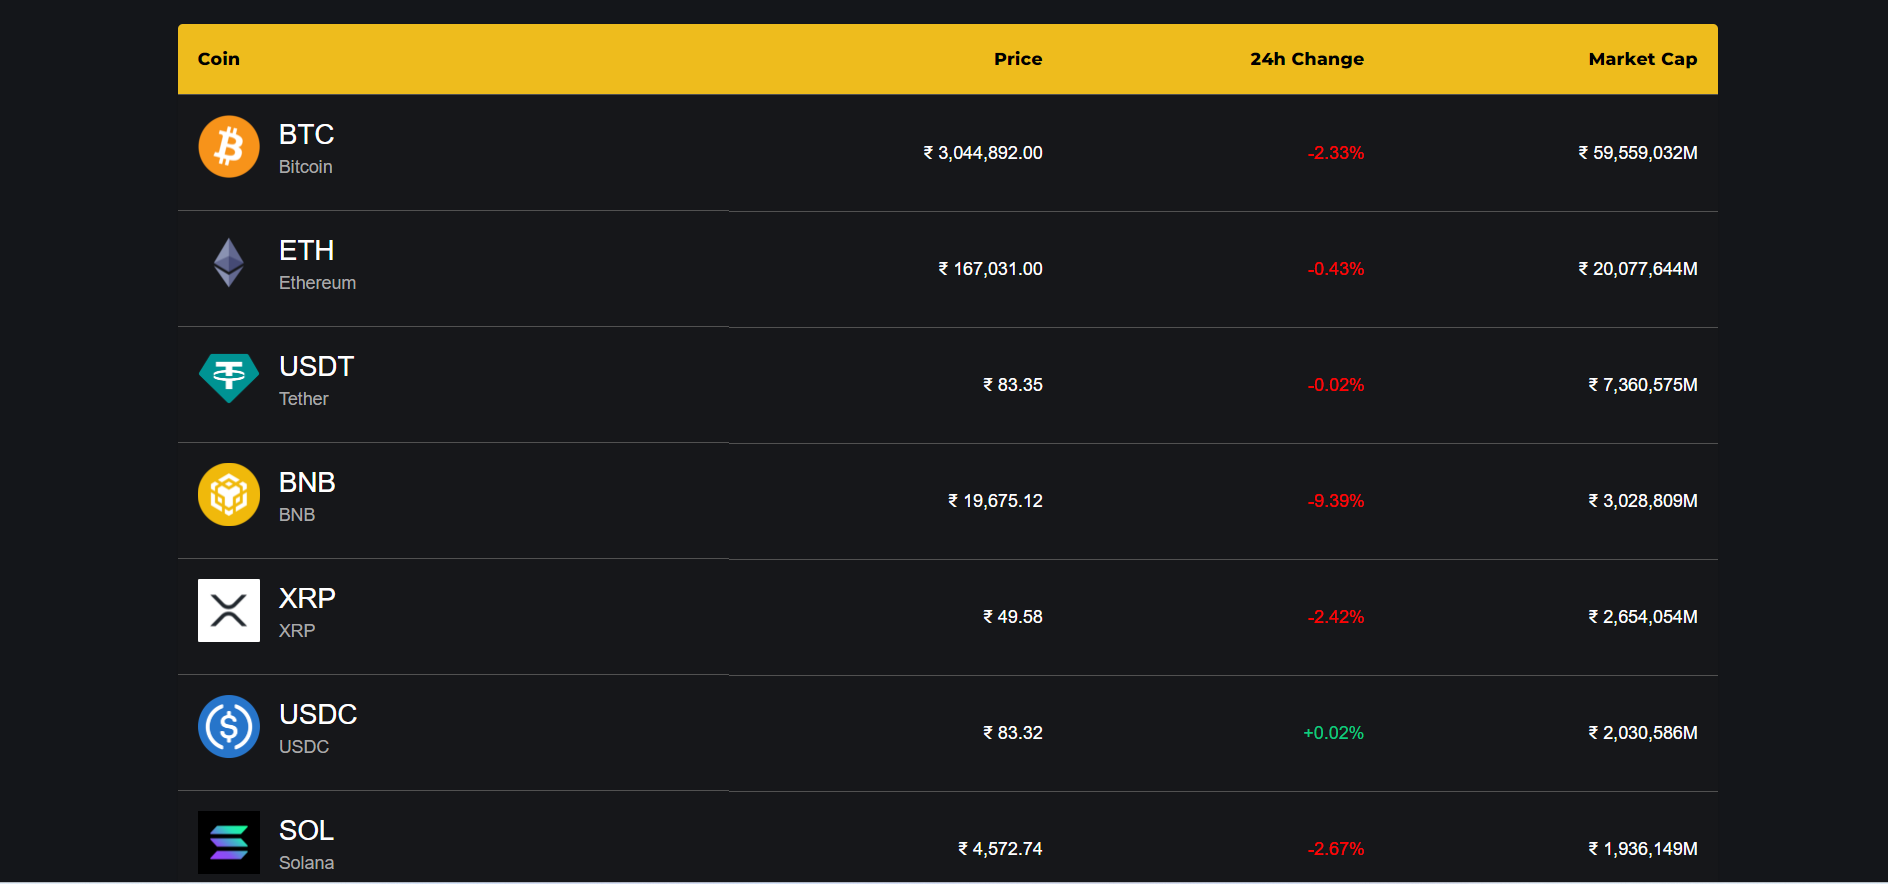 Coin Price 24h Change Market Cap
BTC
Bitcoin
₹ 3,044,892.00 -2.33% ₹ 59,559,032M
ETH
Ethereum
₹ 167,031.00 -0.43% ₹ 20,077,644M
USDT
Tether
₹ 83.35 -0.02% ₹ 7,360,575M
BNB
BNB
₹ 19,675.12 -9.39% ₹ 3,028,809M
XRP
XRP
₹ 49.58 -2.42% ₹ 2,654,054M
USDC
USDC
₹ 83.32 +0.02% ₹ 2,030,586M
SOL
Solana
₹ 4,572.74 -2.67% ₹ 1,936,149M